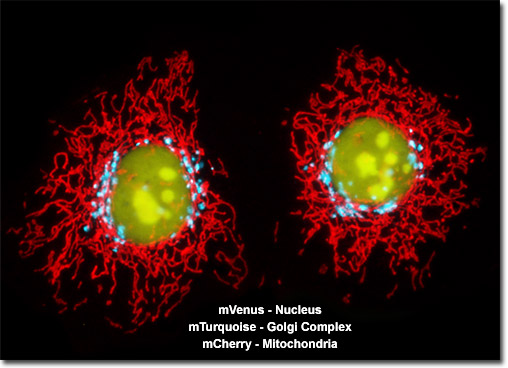 mVenus - Nucleus
mTurquoise - Golgi Complex
mCherry - Mitochondria